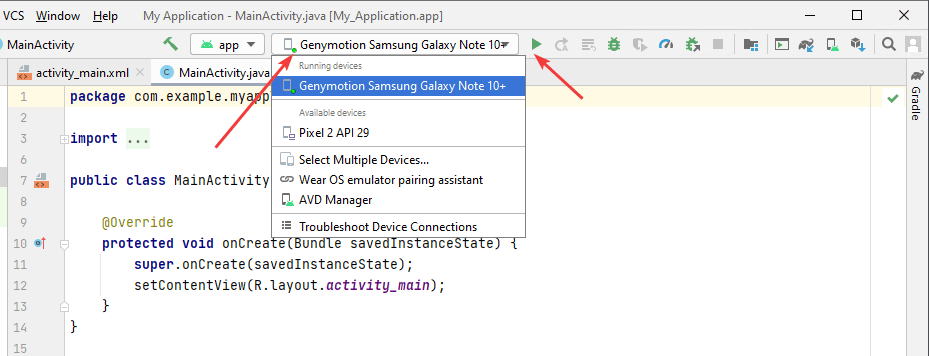 VCS Window Help My Application - MainActivity.java [My_Application.app]
MainActivity app Genymotion Samsung Galaxy Note 10+
activity_main.xml MainActivity.java
Running devices
Genymotion Samsung Galaxy Note 10+
Available devices
Pixel 2 API 29
Select Multiple Devices...
Wear OS emulator pairing assistant
AVD Manager
Troubleshoot Device Connections
1 package com.example.myapp
2
3 import ...
6
7 public class MainActivity
8
9 @Override
10 protected void onCreate(Bundle savedInstanceState) {
11 super.onCreate(savedInstanceState);
12 setContentView(R.layout.activity_main);
13 }
14 }
15
Gradle